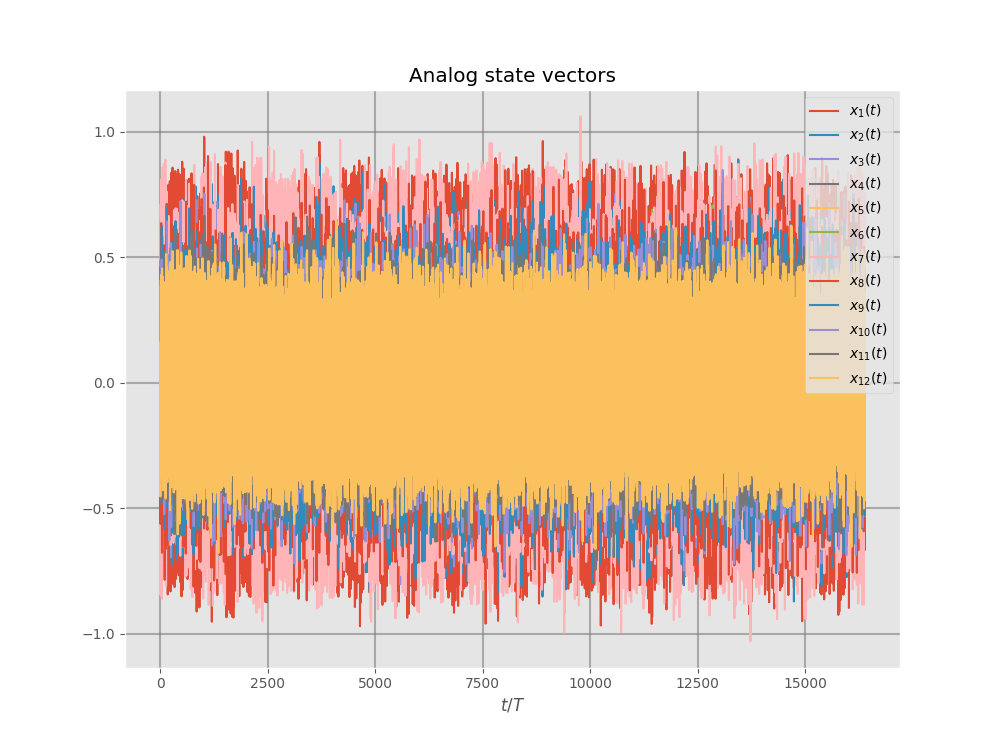 Analog state vectors
1.0
0.5
0.0
−0.5
−1.0
0 2500 5000 7500 10000 12500 15000
t/T
x₁(t)
x₂(t)
x₃(t)
x₄(t)
x₅(t)
x₆(t)
x₇(t)
x₈(t)
x₉(t)
x₁₀(t)
x₁₁(t)
x₁₂(t)